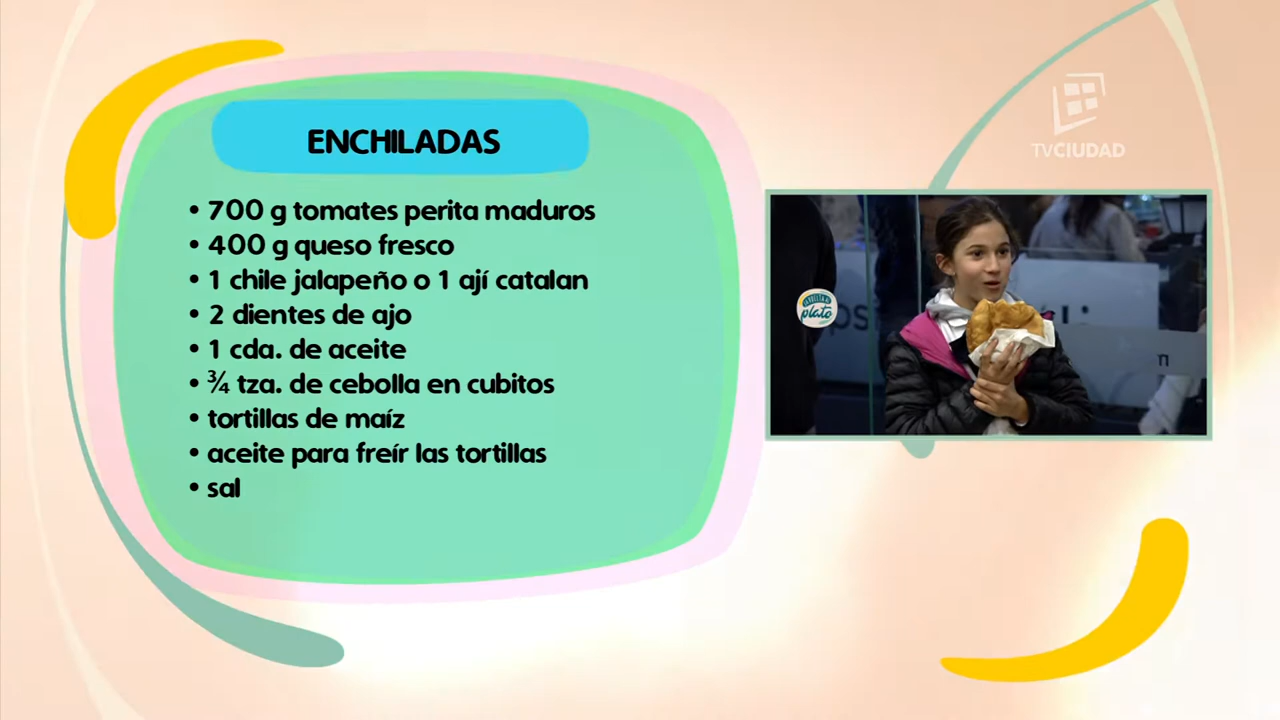 ENCHILADAS
• 700 g tomates perita maduros
• 400 g queso fresco
• 1 chile jalapeño o 1 ají catalan
• 2 dientes de ajo
• 1 cda. de aceite
• ¾ tza. de cebolla en cubitos
• tortillas de maíz
• aceite para freír las tortillas
• sal
TVCIUDAD
plato